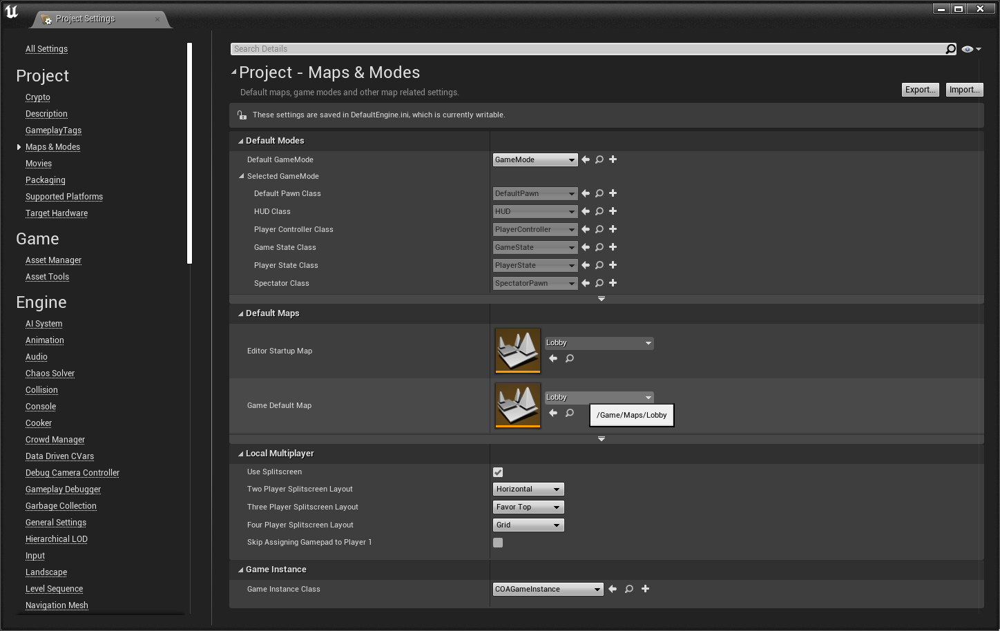 Project Settings
All Settings
Project
Crypto
Description
GameplayTags
Maps & Modes
Movies
Packaging
Supported Platforms
Target Hardware
Game
Asset Manager
Asset Tools
Engine
AI System
Animation
Audio
Chaos Solver
Collision
Console
Cooker
Crowd Manager
Data Driven CVars
Debug Camera Controller
Gameplay Debugger
Garbage Collection
General Settings
Hierarchical LOD
Input
Landscape
Level Sequence
Navigation Mesh
Search Details
Project - Maps & Modes
Default maps, game modes and other map related settings.
Export...
Import...
These settings are saved in DefaultEngine.ini, which is currently writable.
Default Modes
Default GameMode GameMode
Selected GameMode
Default Pawn Class DefaultPawn
HUD Class HUD
Player Controller Class PlayerController
Game State Class GameState
Player State Class PlayerState
Spectator Class SpectatorPawn
Default Maps
Editor Startup Map Lobby
Game Default Map Lobby
/Game/Maps/Lobby
Local Multiplayer
Use Splitscreen
Two Player Splitscreen Layout Horizontal
Three Player Splitscreen Layout Favor Top
Four Player Splitscreen Layout Grid
Skip Assigning Gamepad to Player 1
Game Instance
Game Instance Class COAGameInstance